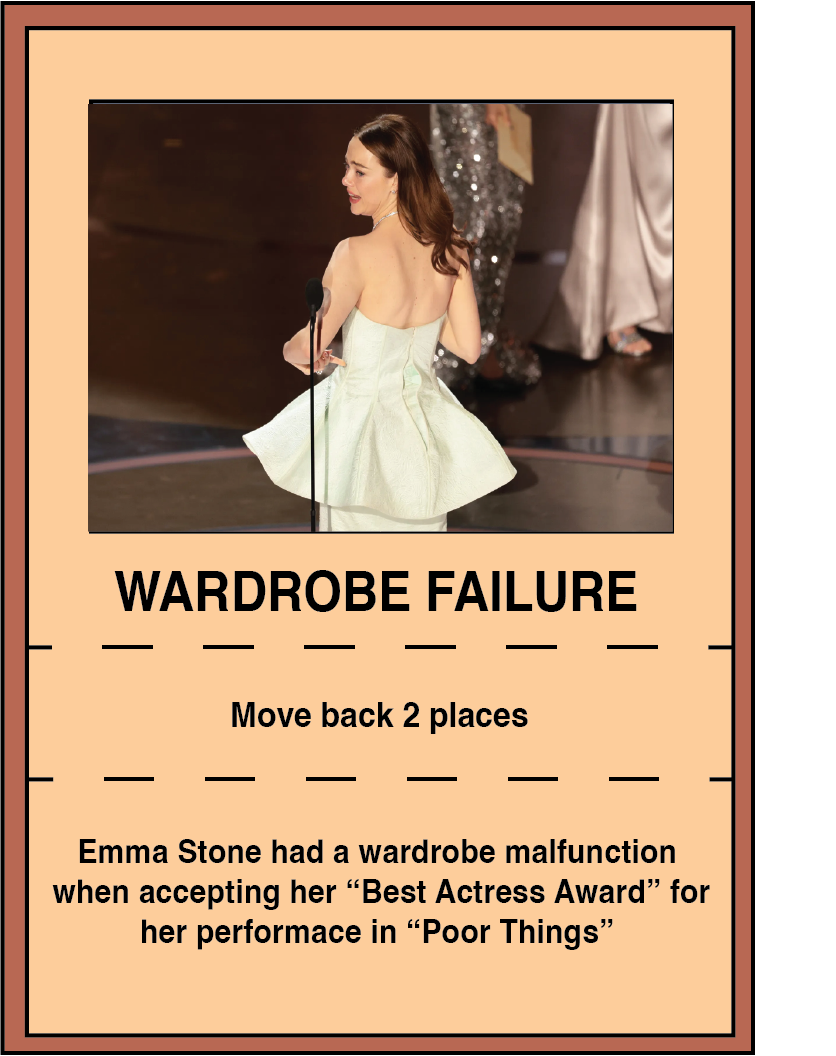 WARDROBE FAILURE
Move back 2 places
Emma Stone had a wardrobe malfunction
when accepting her “Best Actress Award” for
her performace in “Poor Things”